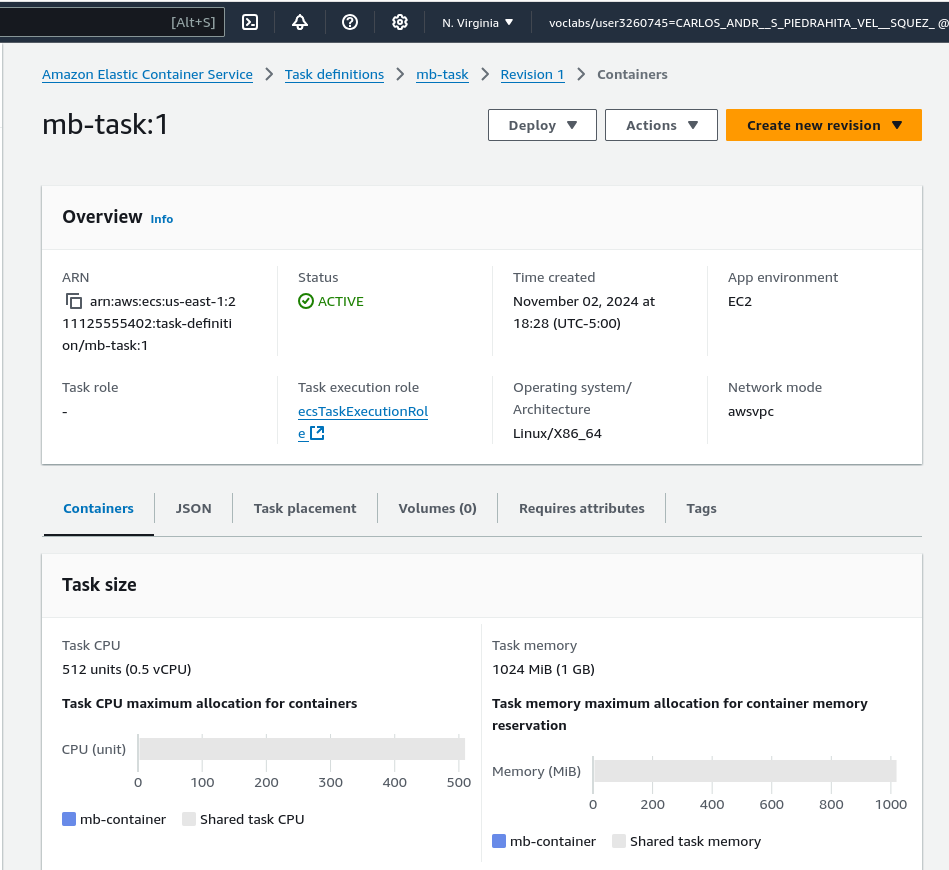 [Alt+S]
N. Virginia
voclabs/user3260745=CARLOS_ANDR__S_PIEDRAHITA_VEL__SQUEZ_ @
Amazon Elastic Container Service
Task definitions
mb-task
Revision 1
Containers
mb-task:1
Deploy
Actions
Create new revision
Overview Info
ARN
arn:aws:ecs:us-east-1:2
11125555402:task-definiti
on/mb-task:1
Status
ACTIVE
Time created
November 02, 2024 at
18:28 (UTC-5:00)
App environment
EC2
Task role
-
Task execution role
ecsTaskExecutionRol
e
Operating system/
Architecture
Linux/X86_64
Network mode
awsvpc
Containers
JSON
Task placement
Volumes (0)
Requires attributes
Tags
Task size
Task CPU
512 units (0.5 vCPU)
Task CPU maximum allocation for containers
CPU (unit)
0 100 200 300 400 500
mb-container Shared task CPU
Task memory
1024 MiB (1 GB)
Task memory maximum allocation for container memory
reservation
Memory (MiB)
0 200 400 600 800 1000
mb-container Shared task memory